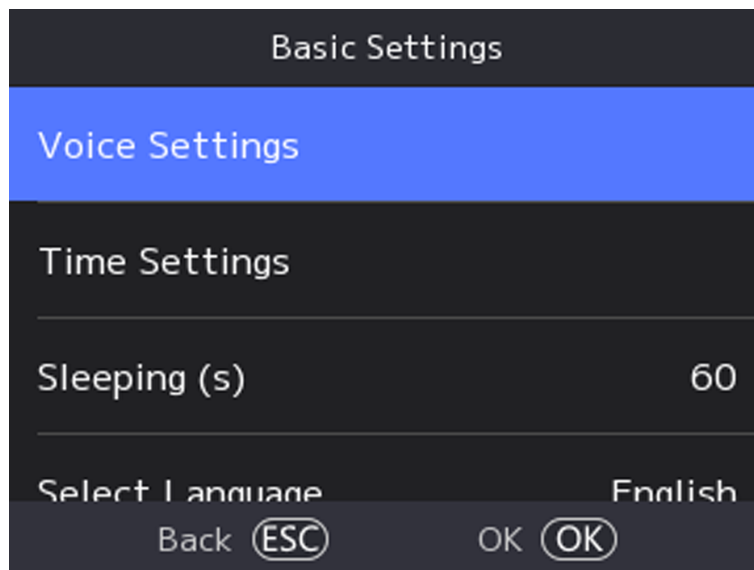 Basic Settings
Voice Settings
Time Settings
Sleeping (s) 60
Select Language English
Back ESC OK OK